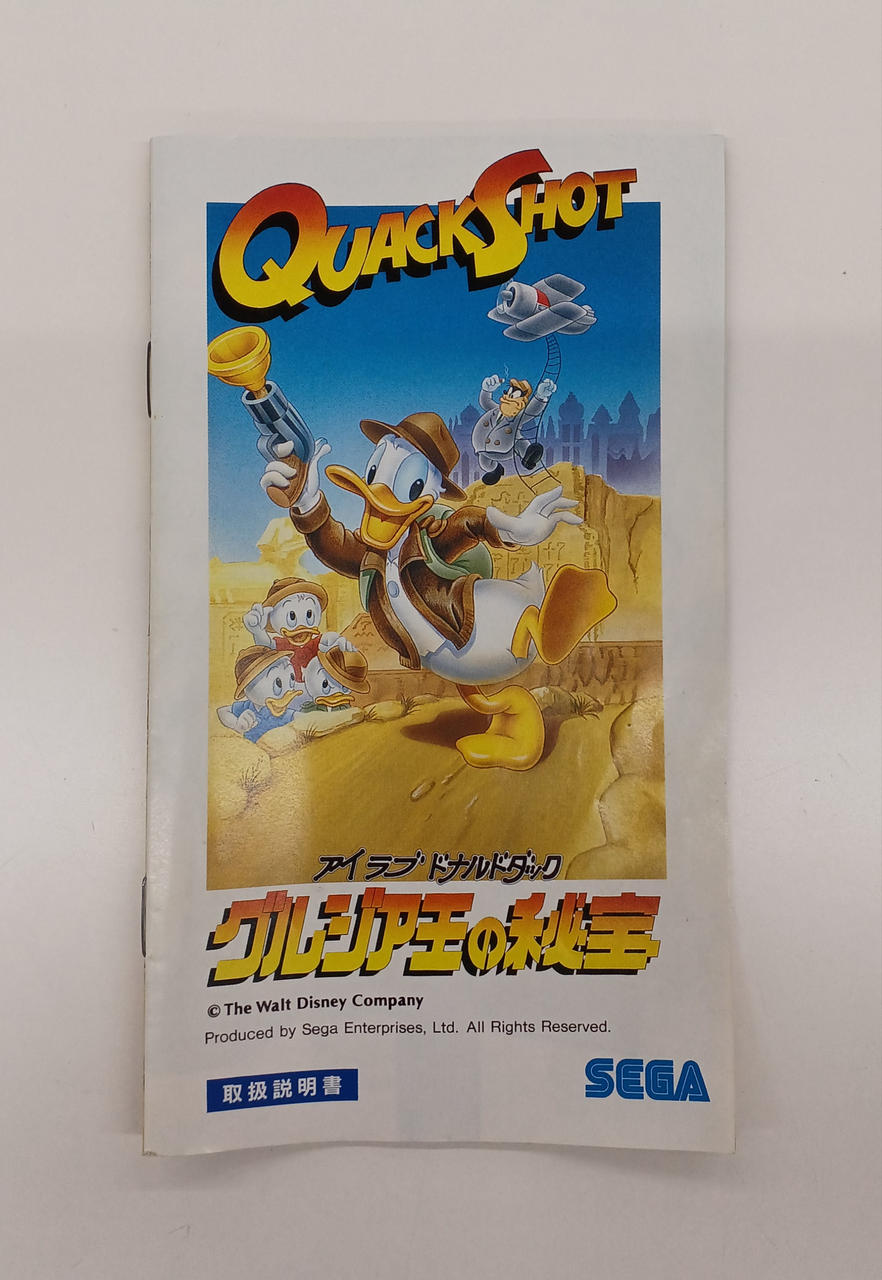 QUACKSHOT
アイラブ ドナルドダック
グルジア王の秘宝
© The Walt Disney Company
Produced by Sega Enterprises, Ltd. All Rights Reserved.
取扱説明書
SEGA